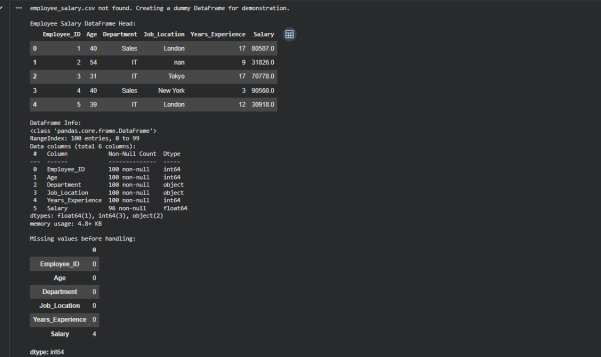 employee_salary.csv not found. Creating a dummy DataFrame for demonstration.
Employee Salary DataFrame Head:
Employee_ID Age Department Job_Location Years_Experience Salary
0 1 40 Sales London 17 80587.0
1 2 54 IT nan 9 31826.0
2 3 31 IT Tokyo 17 70778.0
3 4 40 Sales New York 3 90560.0
4 5 39 IT London 12 30918.0
DataFrame Info:
<class 'pandas.core.frame.DataFrame'>
RangeIndex: 100 entries, 0 to 99
Data columns (total 6 columns):
# Column Non-Null Count Dtype
--- ------ -------------- -----
0 Employee_ID 100 non-null int64
1 Age 100 non-null int64
2 Department 100 non-null object
3 Job_Location 100 non-null object
4 Years_Experience 100 non-null int64
5 Salary 96 non-null float64
dtypes: float64(1), int64(3), object(2)
memory usage: 4.8+ KB
Missing values before handling:
0
Employee_ID 0
Age 0
Department 0
Job_Location 0
Years_Experience 0
Salary 4
dtype: int64